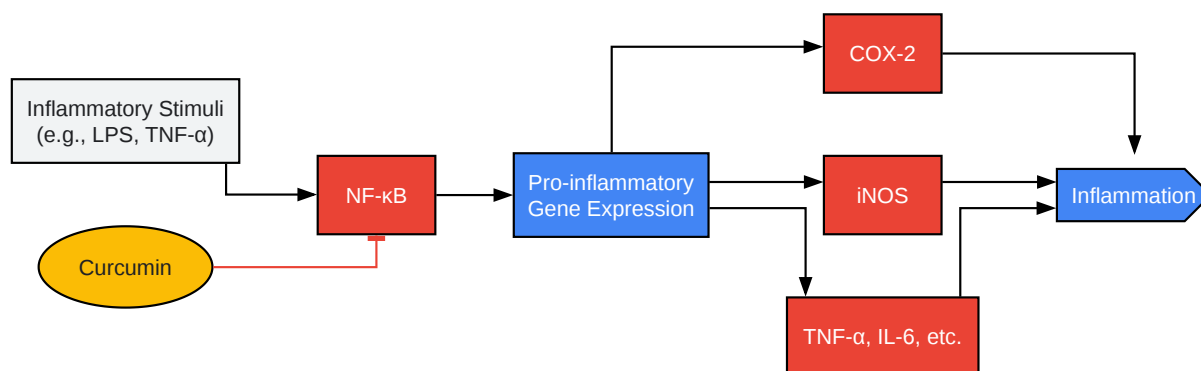 COX-2
Inflammatory Stimuli
(e.g., LPS, TNF-α)
NF-κB
Pro-inflammatory
Gene Expression
iNOS
Inflammation
Curcumin
TNF-α, IL-6, etc.